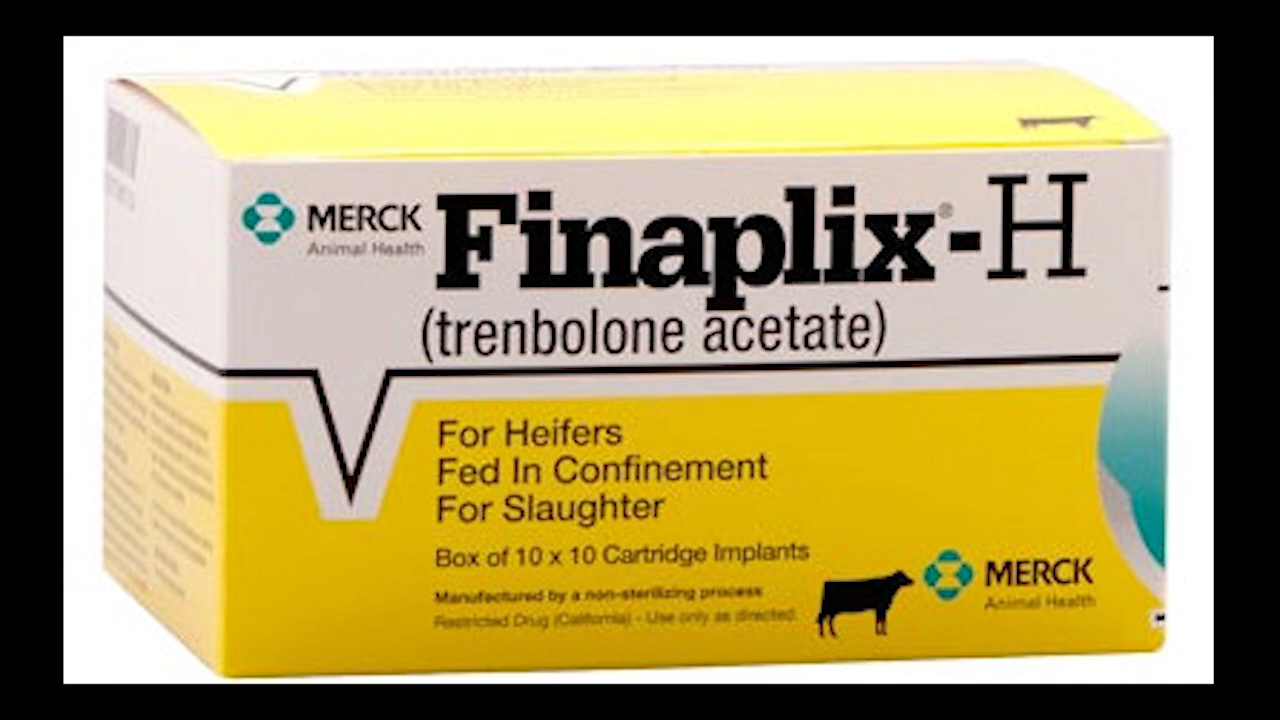 MERCK
Animal Health
Finaplix®-H
(trenbolone acetate)
For Heifers
Fed In Confinement
For Slaughter
Box of 10 x 10 Cartridge Implants
Manufactured by a non-sterilizing process
Restricted Drug (California) - Use only as directed.
MERCK
Animal Health